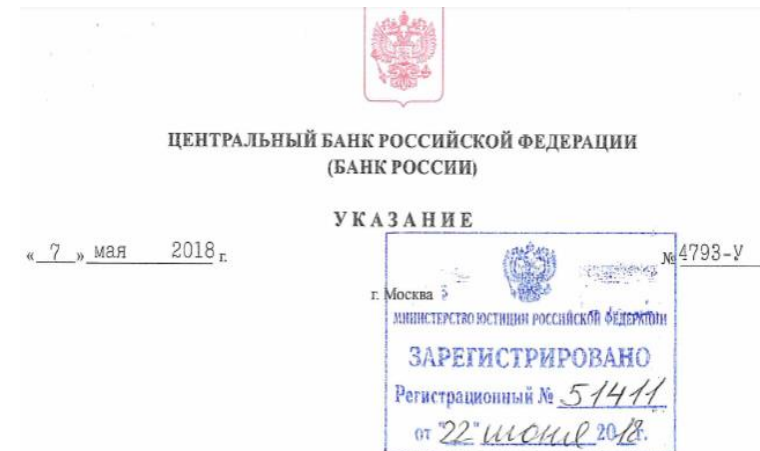 ЦЕНТРАЛЬНЫЙ БАНК РОССИЙСКОЙ ФЕДЕРАЦИИ
(БАНК РОССИИ)
УКАЗАНИЕ
« 7 » мая 2018 г.
№ 4793-У
г. Москва
МИНИСТЕРСТВО ЮСТИЦИИ РОССИЙСКОЙ ФЕДЕРАЦИИ
ЗАРЕГИСТРИРОВАНО
Регистрационный № 51411
от "22" июня 2018г.